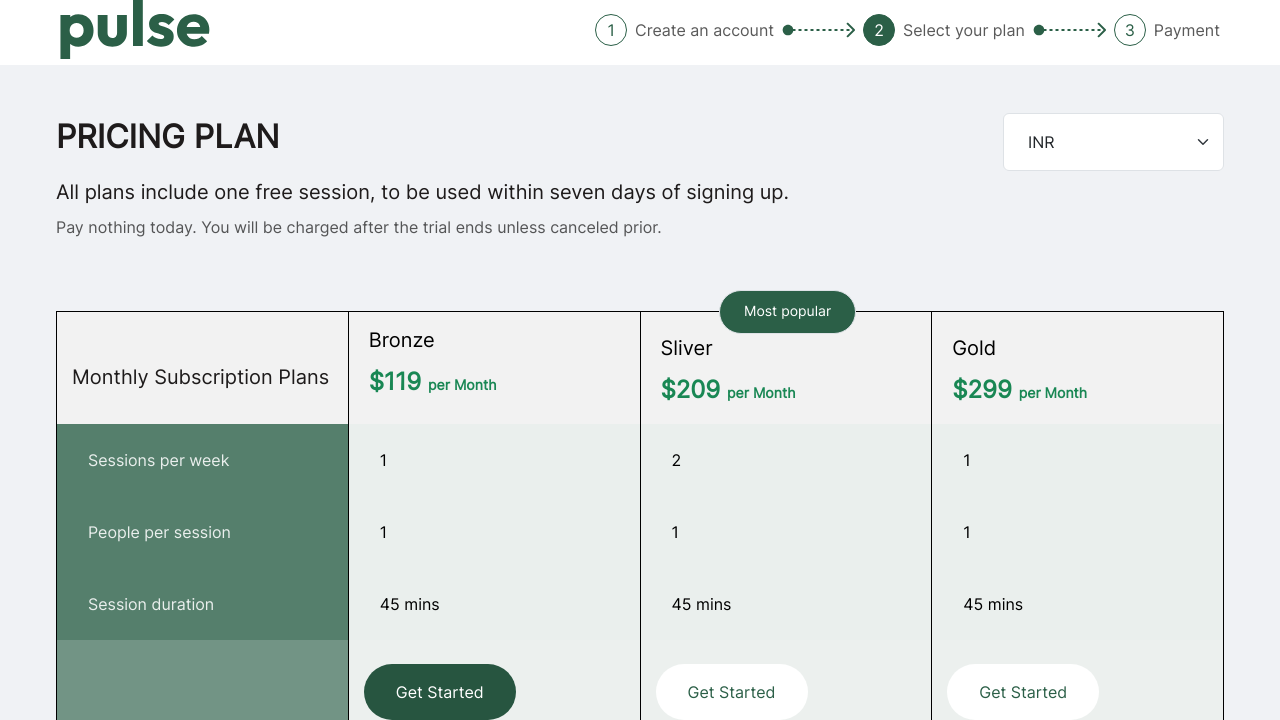 pulse
1 Create an account 2 Select your plan 3 Payment
PRICING PLAN
INR
All plans include one free session, to be used within seven days of signing up.
Pay nothing today. You will be charged after the trial ends unless canceled prior.
Most popular
Monthly Subscription Plans
Bronze
$119 per Month
Sliver
$209 per Month
Gold
$299 per Month
Sessions per week 1 2 1
People per session 1 1 1
Session duration 45 mins 45 mins 45 mins
Get Started Get Started Get Started